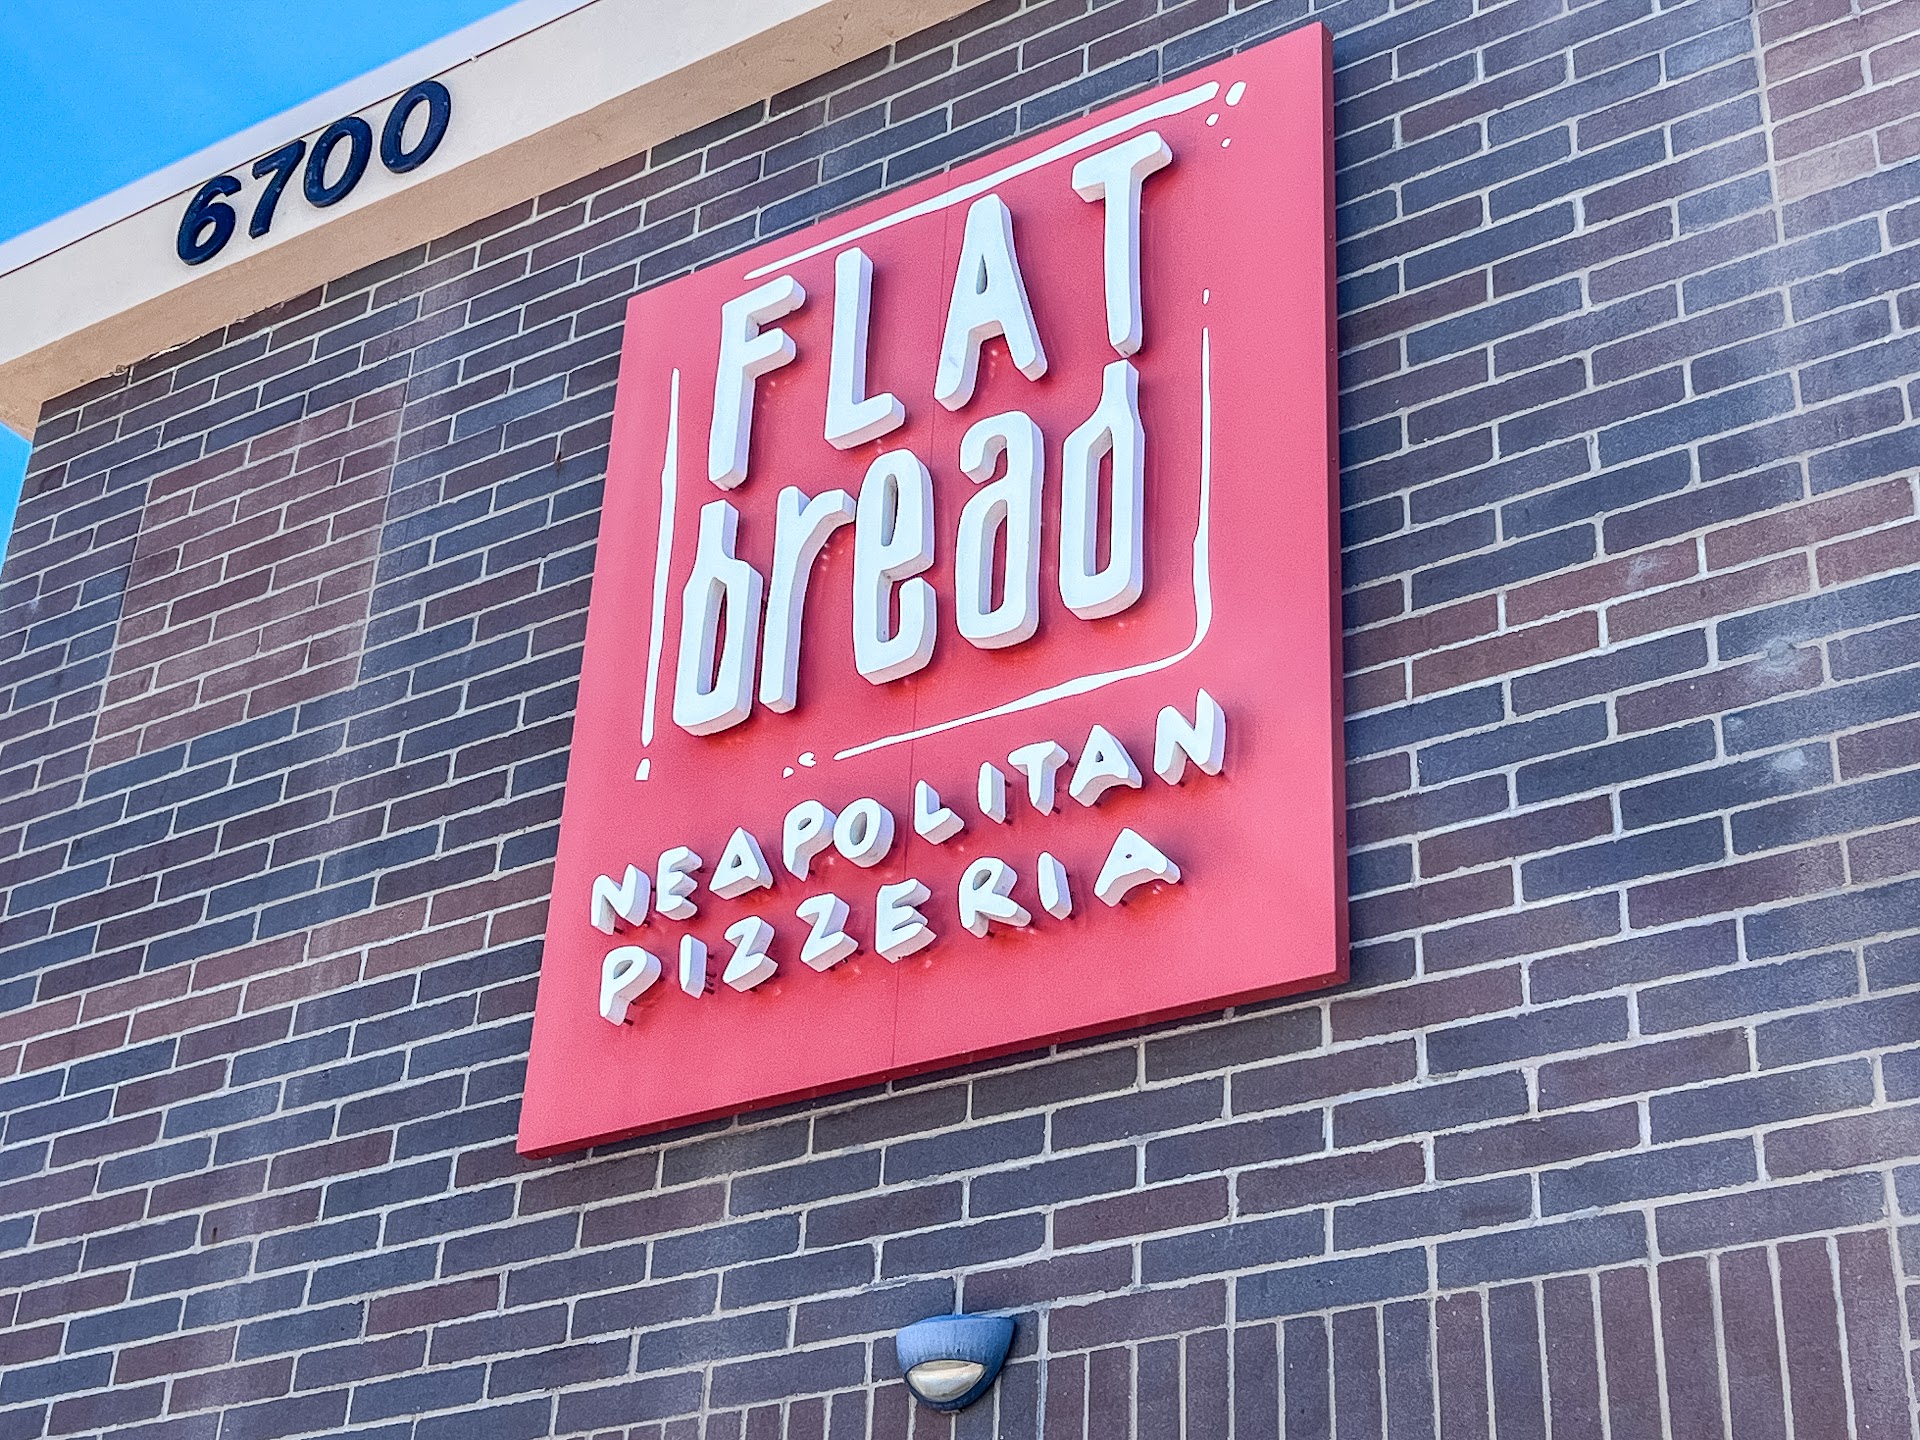 6700
FLAT
bread
NEAPOLITAN
PIZZERIA